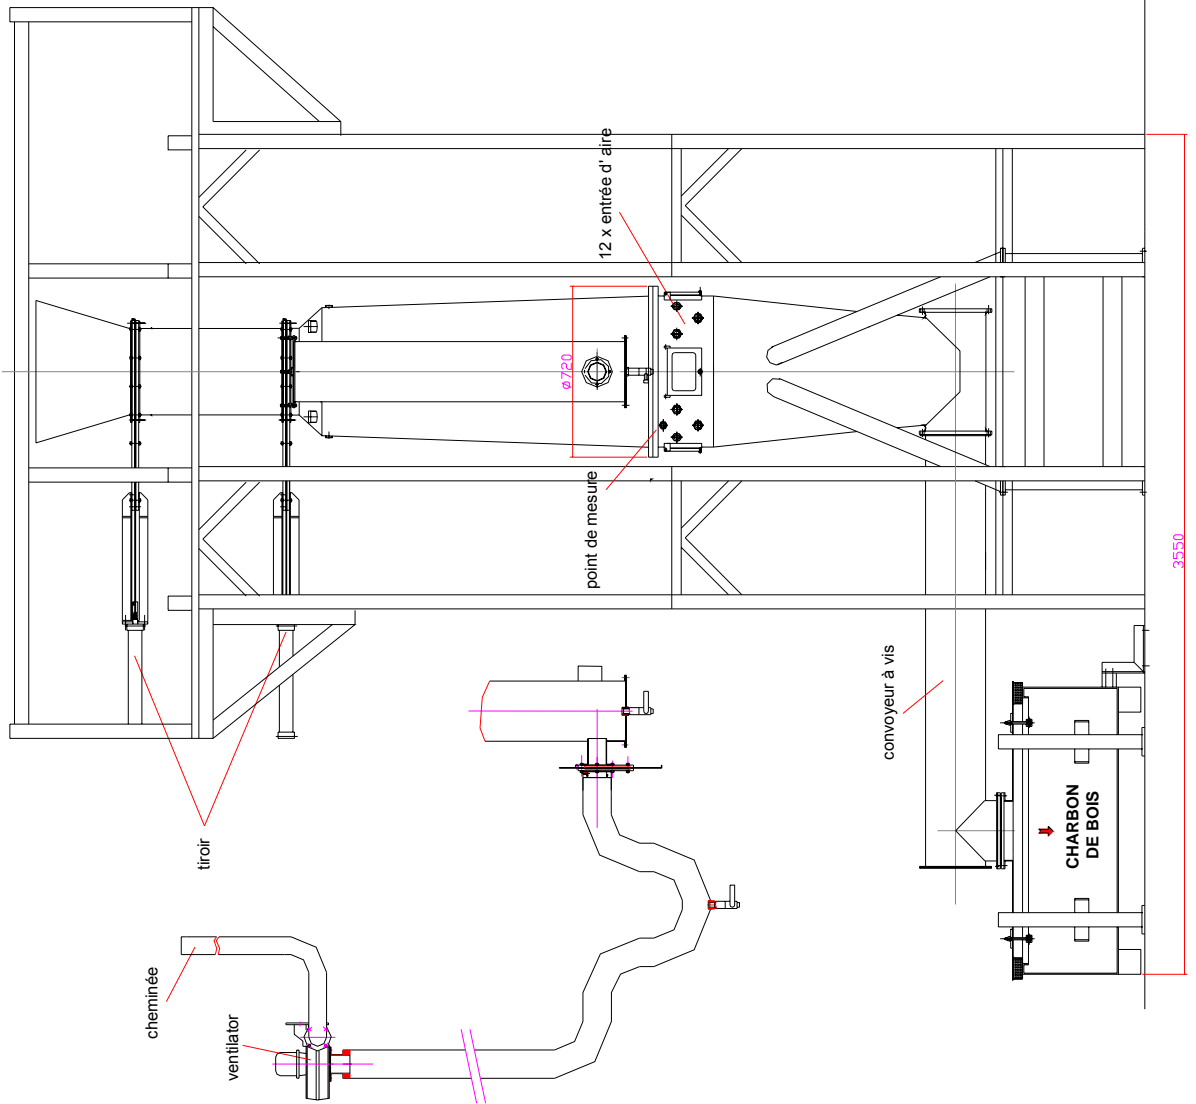 12 x entrée d' aire
Ø720
point de mesure
3550
convoyeur à vis
tiroir
CHARBON
DE BOIS
cheminée
ventilator